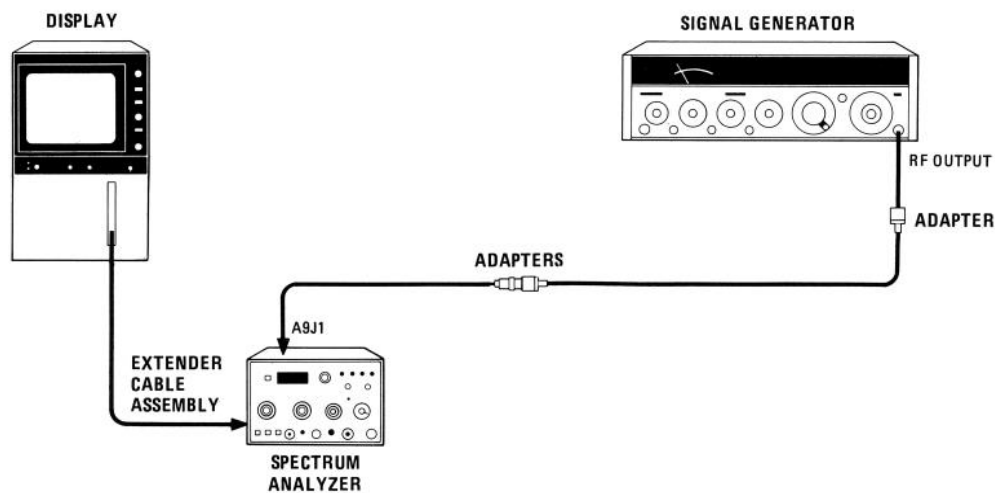 DISPLAY
SIGNAL GENERATOR
RF OUTPUT
ADAPTER
ADAPTERS
A9J1
EXTENDER
CABLE
ASSEMBLY
SPECTRUM
ANALYZER